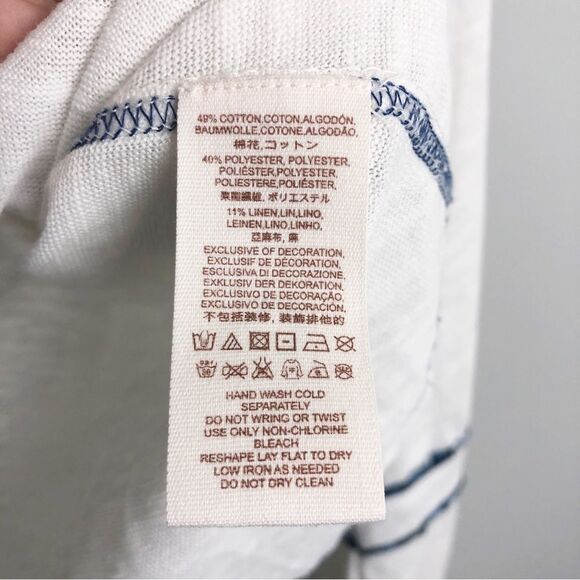 49% COTTON,COTON,ALGODÓN,
BAUMWOLLE,COTONE,ALGODÃO,
棉花,コットン
40% POLYESTER, POLYESTER,
POLIÉSTER,POLYESTER,
POLIESTERE,POLIÉSTER,
聚酯纖維, ポリエステル
11% LINEN,LIN,LINO,
LEINEN,LINO,LINHO,
亞麻布, 麻
EXCLUSIVE OF DECORATION,
EXCLUSIF DE DÉCORATION,
ESCLUSIVA DI DECORAZIONE,
EXKLUSIV DER DEKORATION,
EXCLUSIVO DE DECORAÇÃO,
EXCLUSIVO DE DECORACIÓN,
不包括装修, 装飾排他的
HAND WASH COLD
SEPARATELY
DO NOT WRING OR TWIST
USE ONLY NON-CHLORINE
BLEACH
RESHAPE LAY FLAT TO DRY
LOW IRON AS NEEDED
DO NOT DRY CLEAN